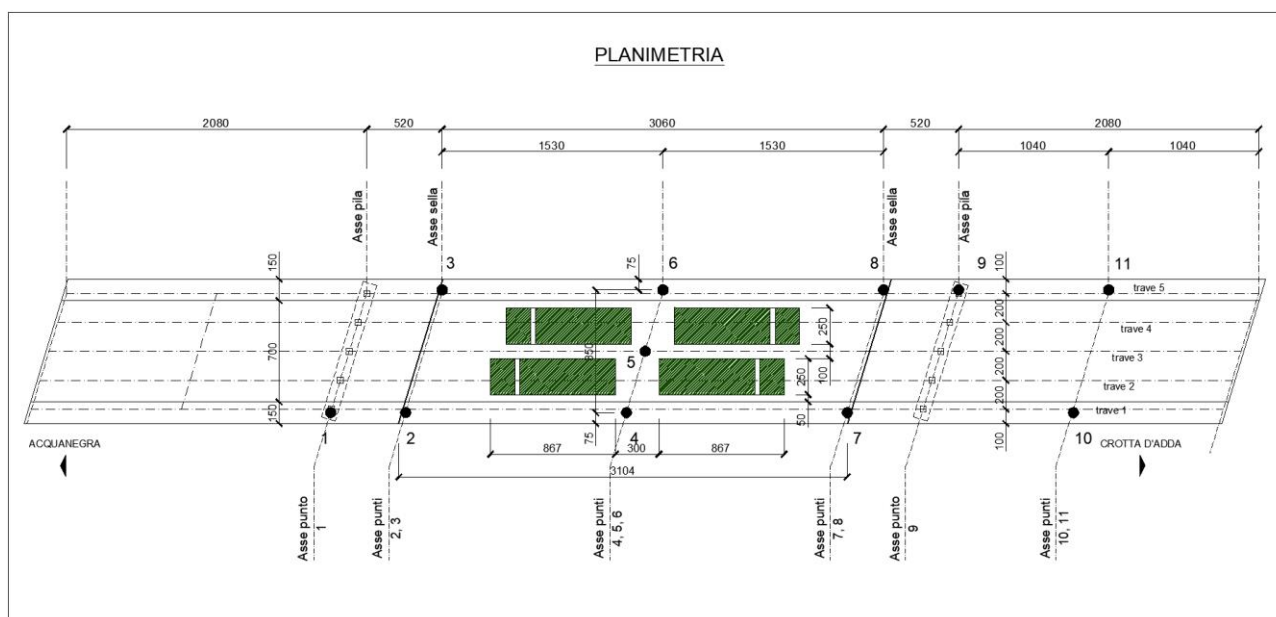 PLANIMETRIA
2080
520
3060
520
2080
1530
1530
1040
1040
Asse pila
Asse sella
Asse sella
Asse pila
150
3
75
6
8
9
100
11
trave 5
200
trave 4
250
200
700
850
5
trave 3
100
200
250
trave 2
200
150
50
trave 1
1
2
75
4
7
100
10
ACQUANEGRA
CROTTA D'ADDA
867
300
867
3104
Asse punto
1
Asse punti
2, 3
Asse punti
4, 5, 6
Asse punti
7, 8
Asse punto
9
Asse punti
10, 11